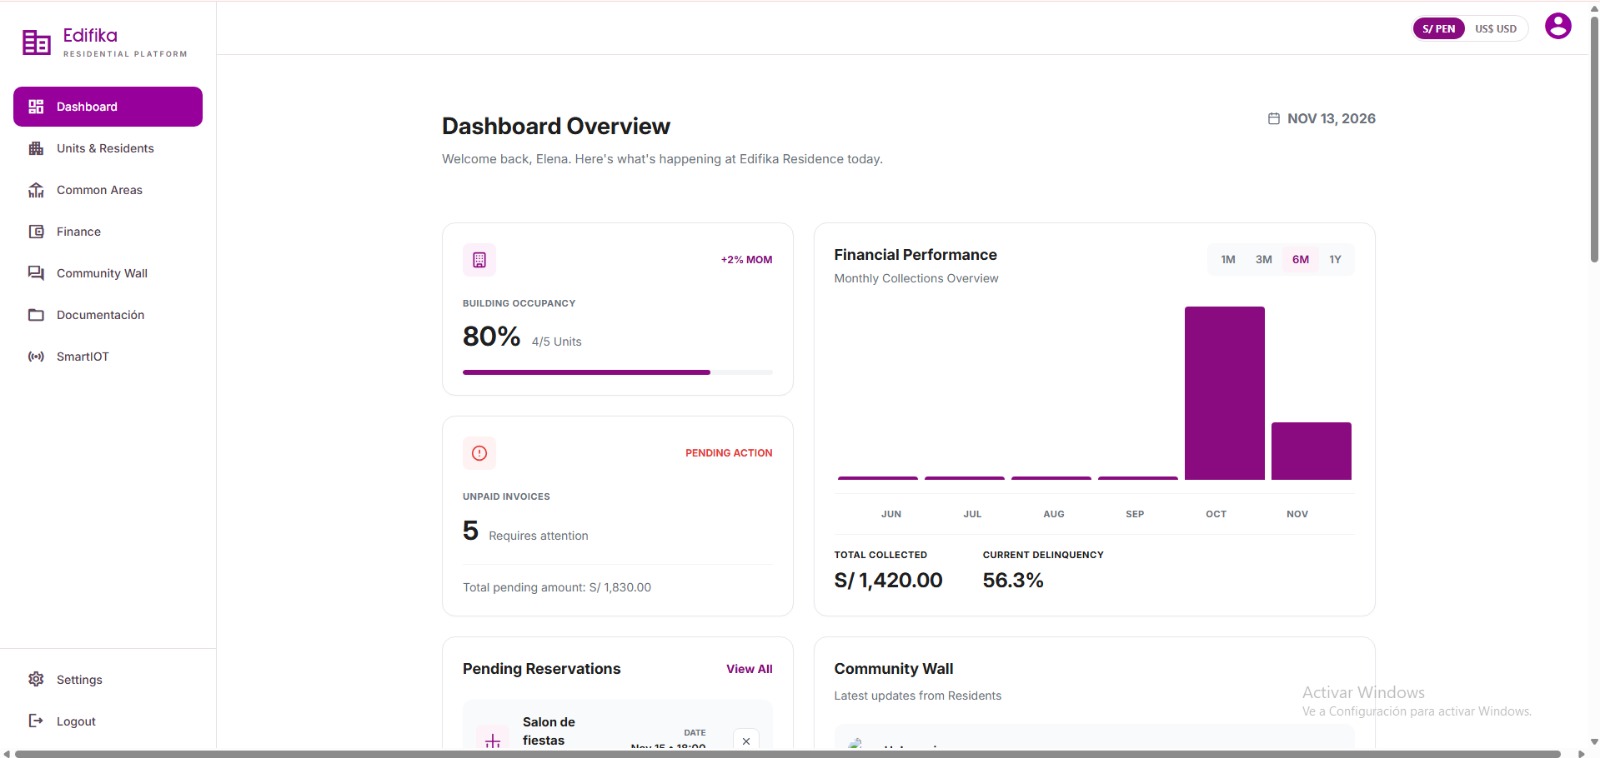 Edifika
RESIDENTIAL PLATFORM
S/ PEN
US$ USD
Dashboard
Units & Residents
Common Areas
Finance
Community Wall
Documentación
SmartIOT
Settings
Logout
Dashboard Overview
Welcome back, Elena. Here's what's happening at Edifika Residence today.
NOV 13, 2026
+2% MOM
BUILDING OCCUPANCY
80% 4/5 Units
PENDING ACTION
UNPAID INVOICES
5 Requires attention
Total pending amount: S/ 1,830.00
Financial Performance
Monthly Collections Overview
1M 3M 6M 1Y
JUN JUL AUG SEP OCT NOV
TOTAL COLLECTED
S/ 1,420.00
CURRENT DELINQUENCY
56.3%
Pending Reservations
View All
Salon de
fiestas
DATE
Nov 15 • 18:00
Community Wall
Latest updates from Residents
Activar Windows
Ve a Configuración para activar Windows.